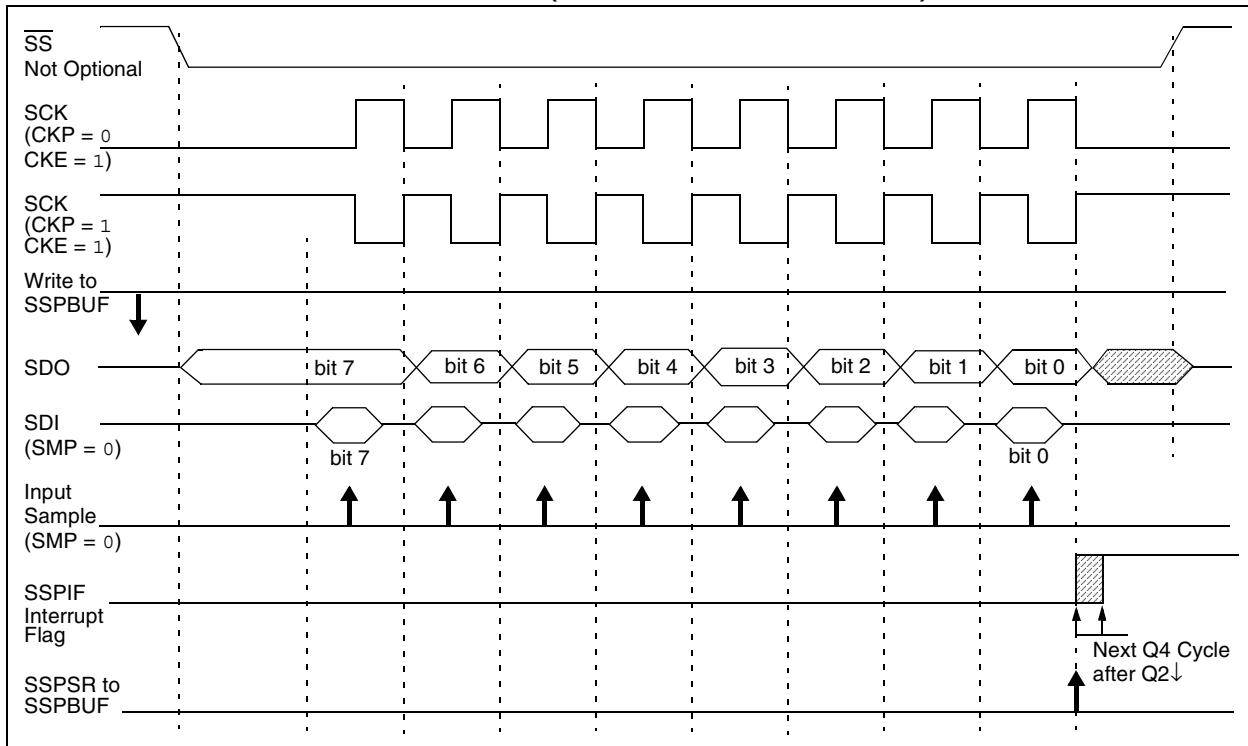 SS
Not Optional
SCK
(CKP = 0
CKE = 1)
SCK
(CKP = 1
CKE = 1)
Write to
SSPBUF
SDO
bit 7
bit 6
bit 5
bit 4
bit 3
bit 2
bit 1
bit 0
SDI
(SMP = 0)
bit 7
bit 0
Input
Sample
(SMP = 0)
SSPIF
Interrupt
Flag
Next Q4 Cycle
after Q2↓
SSPSR to
SSPBUF